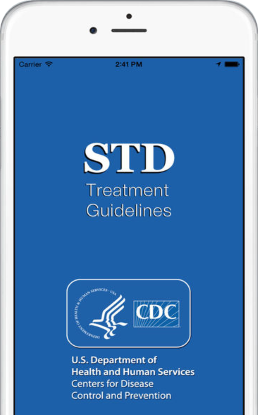 Carrier 2:41 PM
STD
Treatment
Guidelines
CDC
U.S. Department of
Health and Human Services
Centers for Disease
Control and Prevention